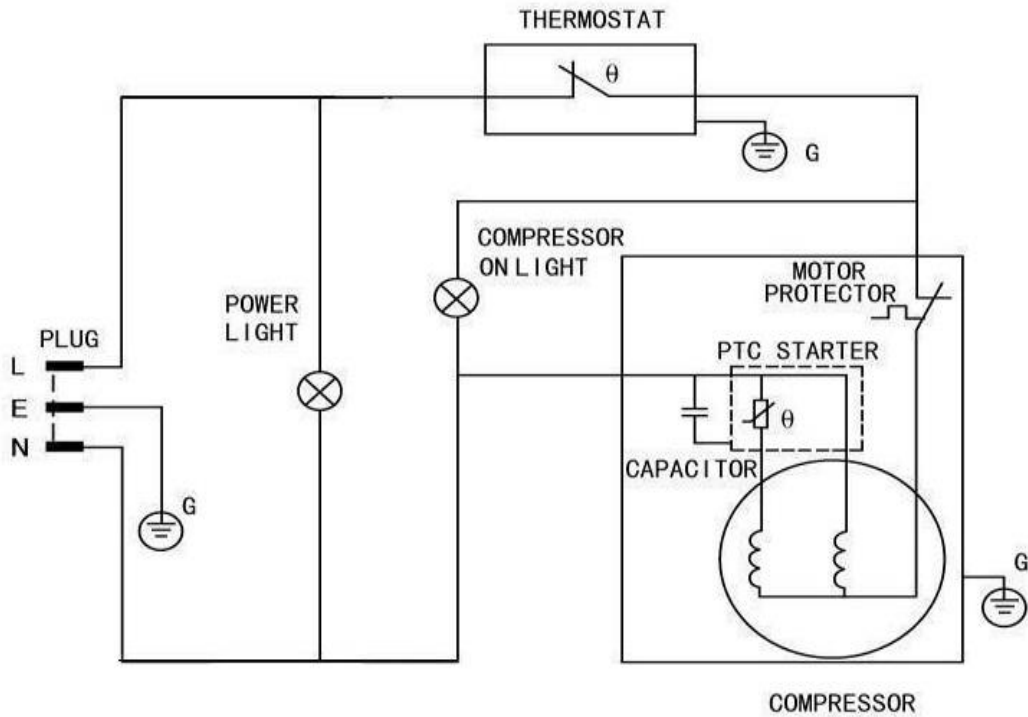 THERMOSTAT
θ
G
COMPRESSOR
ON LIGHT
MOTOR
PROTECTOR
POWER
LIGHT
PLUG
L
E
N
PTC STARTER
θ
CAPACITOR
G
G
COMPRESSOR